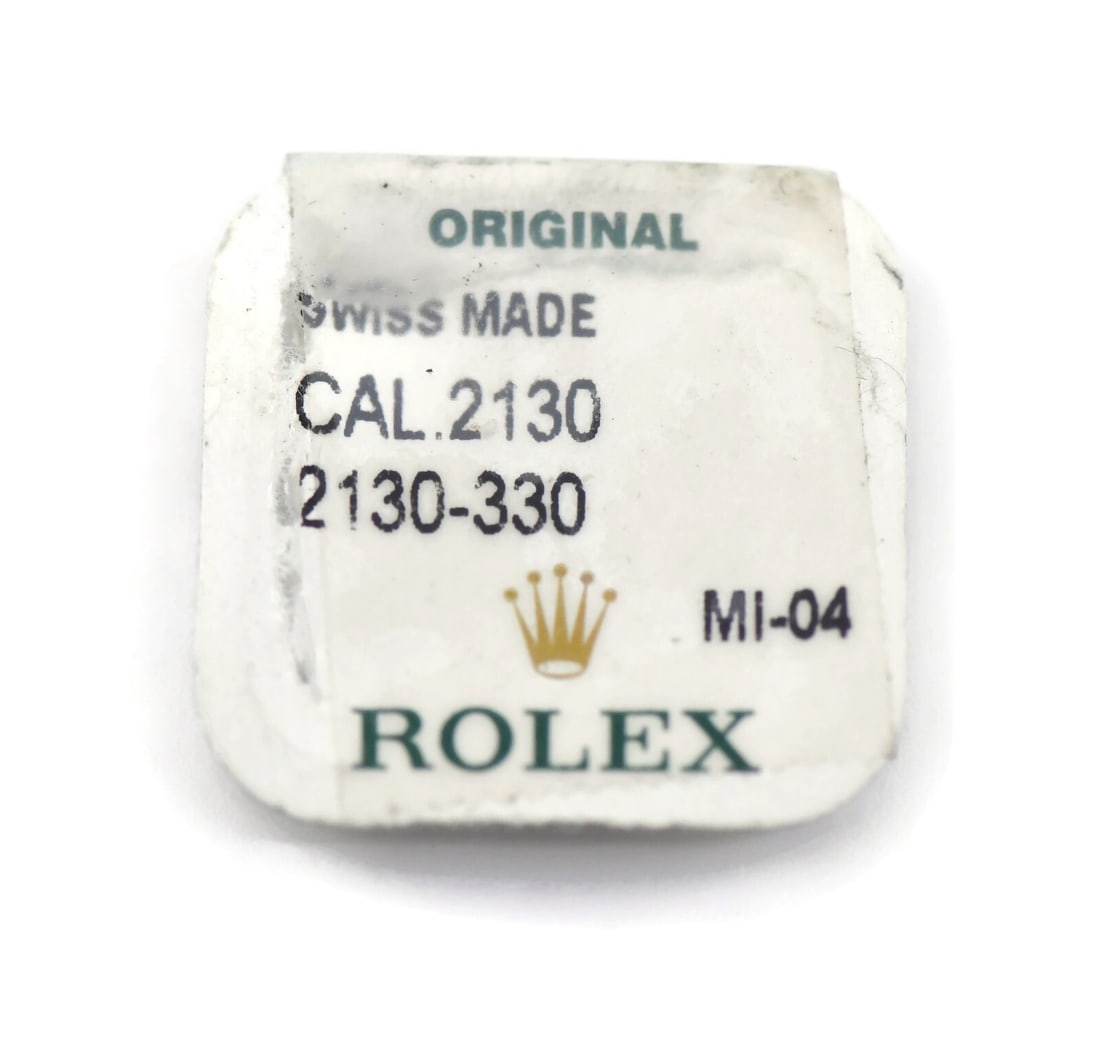 ORIGINAL
SWISS MADE
CAL.2130
2130-330
MI-04
ROLEX